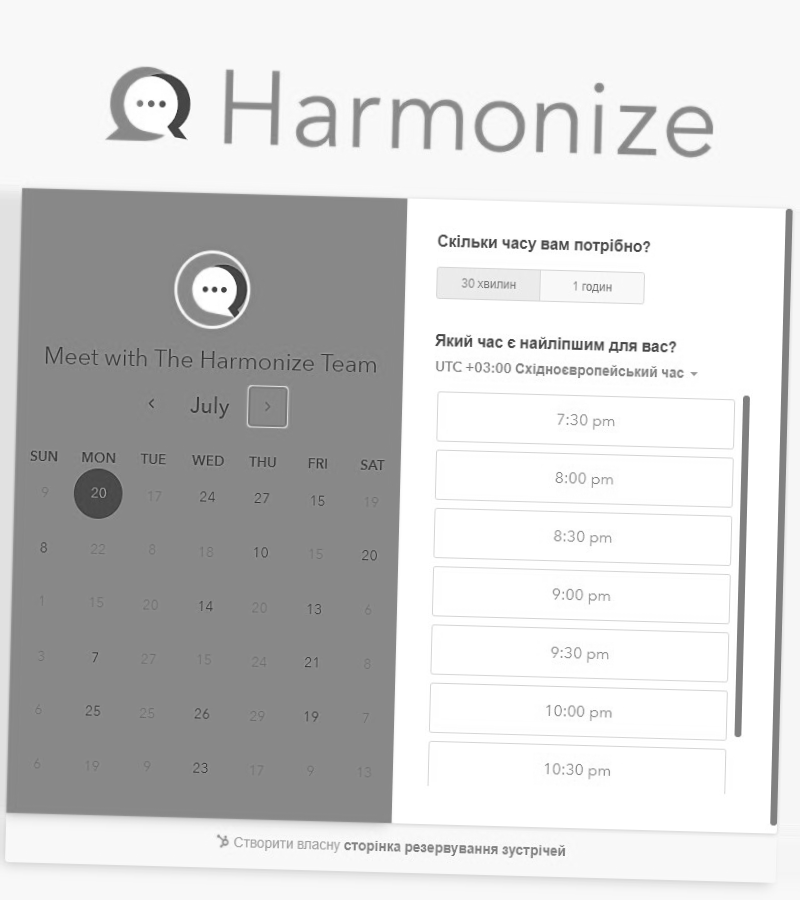 Harmonize
Meet with The Harmonize Team
July
SUN MON TUE WED THU FRI SAT
9 20 17 24 27 15 19
8 22 8 18 10 15 20
1 15 20 14 20 13 6
3 7 27 15 24 21 8
6 25 25 26 29 19 7
6 19 9 23 17 9 13
Скільки часу вам потрібно?
30 хвилин 1 годин
Який час є найліпшим для вас?
UTC +03:00 Східноєвропейський час
7:30 pm
8:00 pm
8:30 pm
9:00 pm
9:30 pm
10:00 pm
10:30 pm
Створити власну сторінка резервування зустрічей